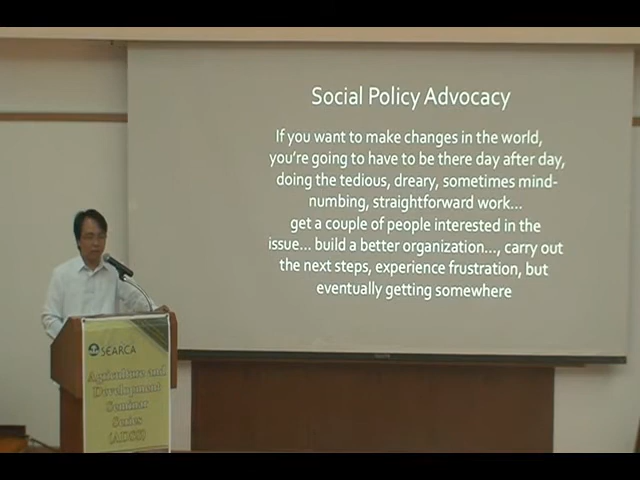 Social Policy Advocacy
If you want to make changes in the world,
you're going to have to be there day after day,
doing the tedious, dreary, sometimes mind-
numbing, straightforward work...
get a couple of people interested in the
issue... build a better organization..., carry out
the next steps, experience frustration, but
eventually getting somewhere
SEARCA
Agriculture and
Development
Seminar
Series
(ADSS)